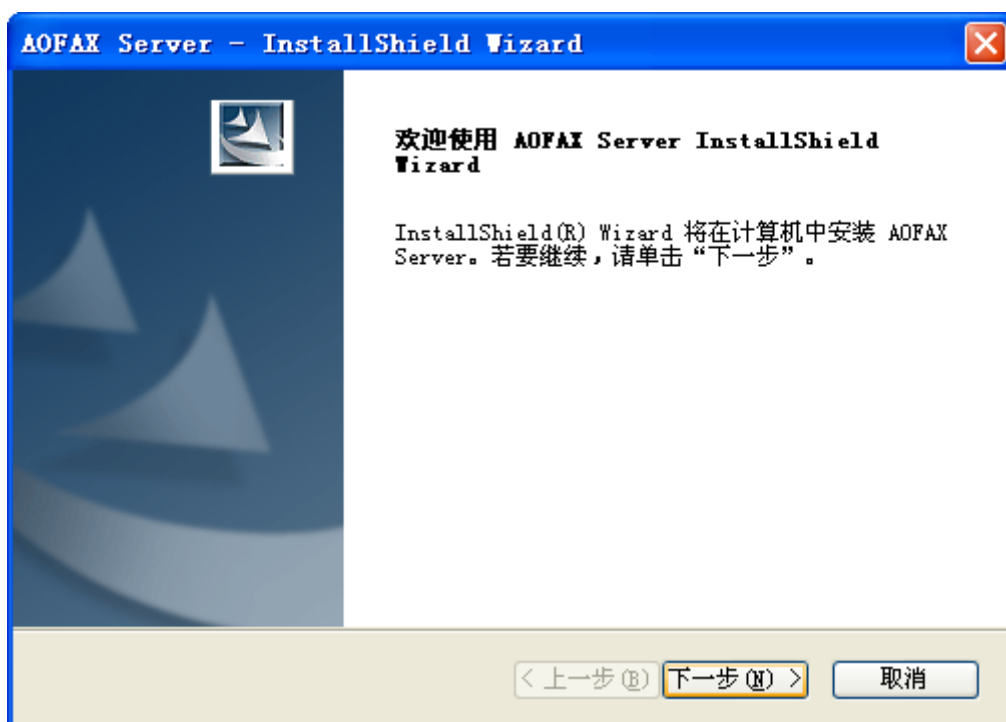 AOFAX Server - InstallShield Wizard
欢迎使用 AOFAX Server InstallShield
Wizard
InstallShield(R) Wizard 将在计算机中安装 AOFAX
Server。若要继续，请单击“下一步”。
< 上一步(B) 下一步(N) > 取消